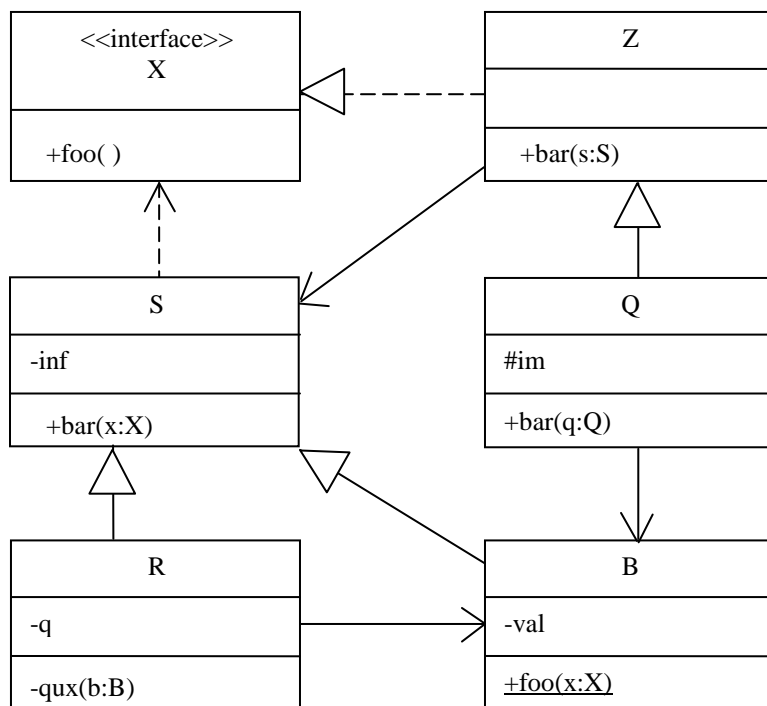 <<interface>>
X
+foo( )
Z
+bar(s:S)
S
-inf
+bar(x:X)
Q
#im
+bar(q:Q)
R
-q
-qux(b:B)
B
-val
+foo(x:X)